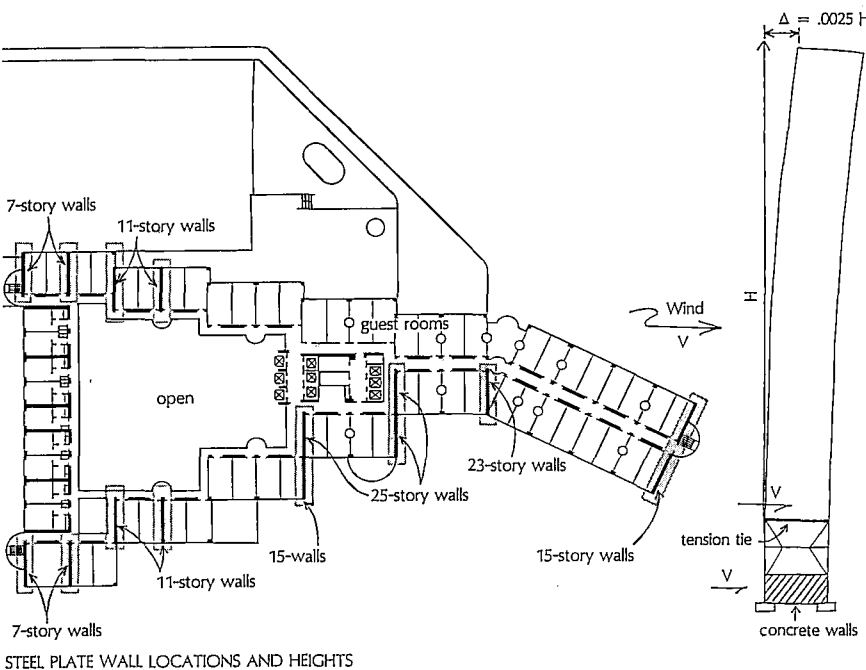 Δ = .0025 H
7-story walls
11-story walls
H
guest rooms
Wind
V
open
23-story walls
25-story walls
V
tension tie
15-walls
15-story walls
11-story walls
V
7-story walls
concrete walls
STEEL PLATE WALL LOCATIONS AND HEIGHTS